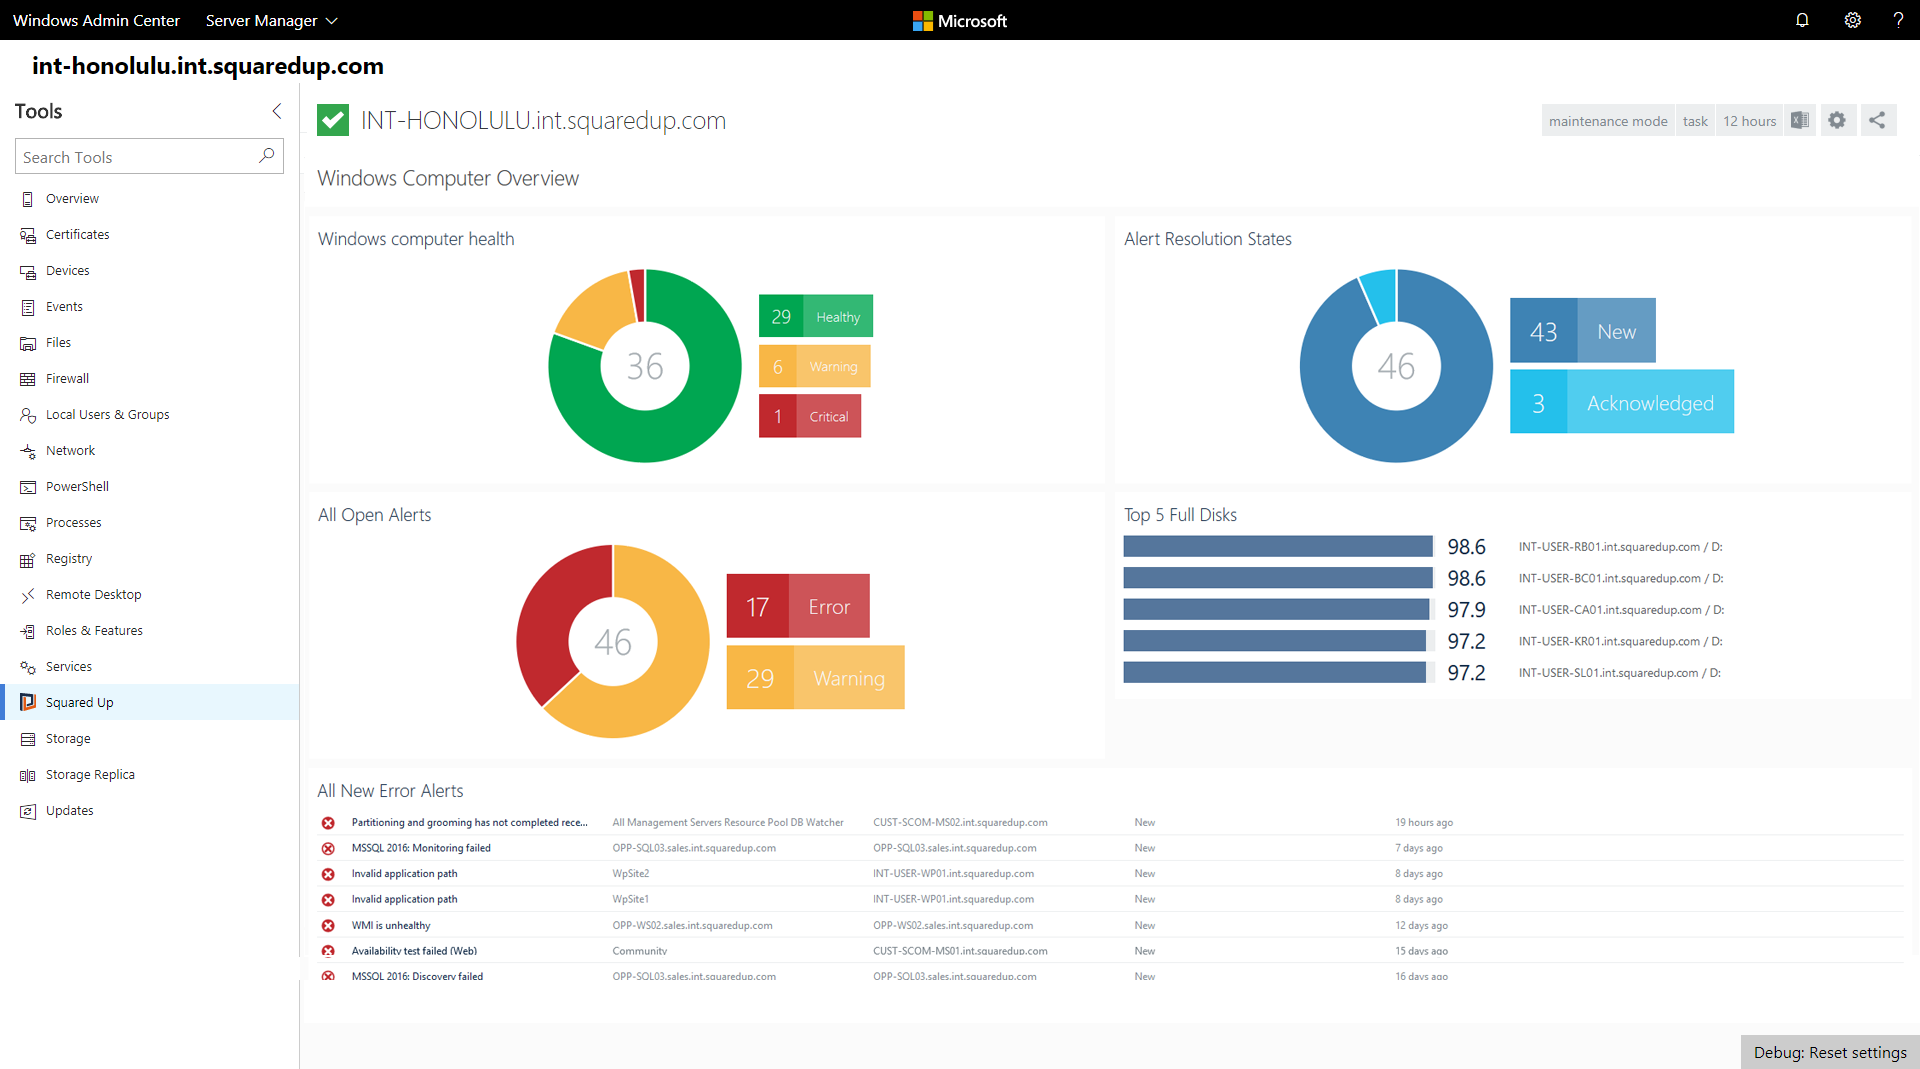 Windows Admin Center Server Manager Microsoft ?
int-honolulu.int.squaredup.com
Tools
Search Tools
Overview
Certificates
Devices
Events
Files
Firewall
Local Users & Groups
Network
PowerShell
Processes
Registry
Remote Desktop
Roles & Features
Services
Squared Up
Storage
Storage Replica
Updates
INT-HONOLULU.int.squaredup.com
maintenance mode task 12 hours
Windows Computer Overview
Windows computer health
36
29 Healthy
6 Warning
1 Critical
Alert Resolution States
46
43 New
3 Acknowledged
All Open Alerts
46
17 Error
29 Warning
Top 5 Full Disks
98.6 INT-USER-RB01.int.squaredup.com / D:
98.6 INT-USER-BC01.int.squaredup.com / D:
97.9 INT-USER-CA01.int.squaredup.com / D:
97.2 INT-USER-KR01.int.squaredup.com / D:
97.2 INT-USER-SL01.int.squaredup.com / D:
All New Error Alerts
Partitioning and grooming has not completed rece... All Management Servers Resource Pool DB Watcher CUST-SCOM-MS02.int.squaredup.com New 19 hours ago
MSSQL 2016: Monitoring failed OPP-SQL03.sales.int.squaredup.com OPP-SQL03.sales.int.squaredup.com New 7 days ago
Invalid application path WpSite2 INT-USER-WP01.int.squaredup.com New 8 days ago
Invalid application path WpSite1 INT-USER-WP01.int.squaredup.com New 8 days ago
WMI is unhealthy OPP-WS02.sales.int.squaredup.com OPP-WS02.sales.int.squaredup.com New 12 days ago
Availability test failed (Web) Community CUST-SCOM-MS01.int.squaredup.com New 15 days ago
MSSQL 2016: Discovery failed OPP-SQL03.sales.int.squaredup.com OPP-SQL03.sales.int.squaredup.com New 16 days ago
Debug: Reset settings